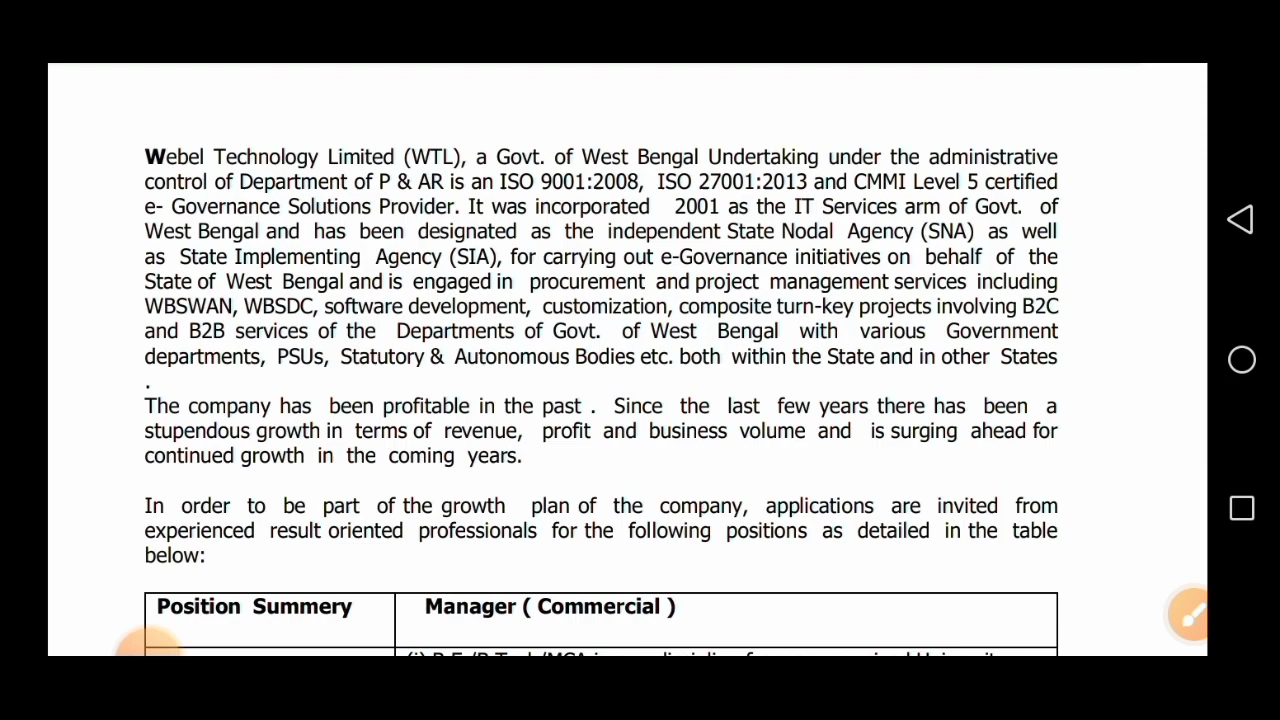 Webel Technology Limited (WTL), a Govt. of West Bengal Undertaking under the administrative
control of Department of P & AR is an ISO 9001:2008, ISO 27001:2013 and CMMI Level 5 certified
e- Governance Solutions Provider. It was incorporated 2001 as the IT Services arm of Govt. of
West Bengal and has been designated as the independent State Nodal Agency (SNA) as well
as State Implementing Agency (SIA), for carrying out e-Governance initiatives on behalf of the
State of West Bengal and is engaged in procurement and project management services including
WBSWAN, WBSDC, software development, customization, composite turn-key projects involving B2C
and B2B services of the Departments of Govt. of West Bengal with various Government
departments, PSUs, Statutory & Autonomous Bodies etc. both within the State and in other States
.
The company has been profitable in the past . Since the last few years there has been a
stupendous growth in terms of revenue, profit and business volume and is surging ahead for
continued growth in the coming years.
In order to be part of the growth plan of the company, applications are invited from
experienced result oriented professionals for the following positions as detailed in the table
below:
Position Summery Manager ( Commercial )